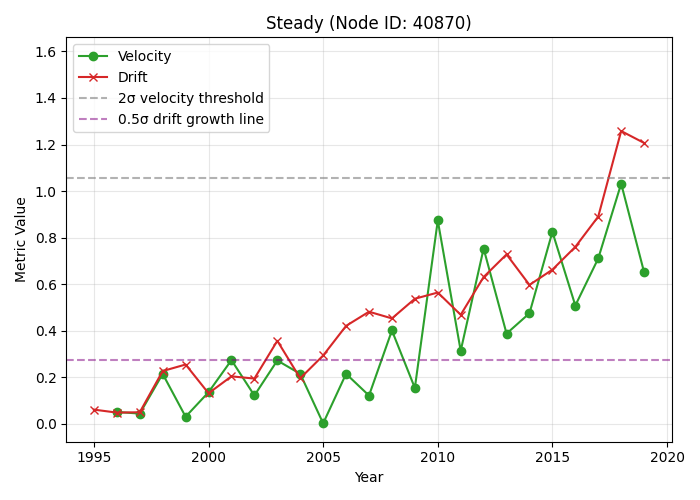 Steady (Node ID: 40870)
Velocity
Drift
2σ velocity threshold
0.5σ drift growth line
Metric Value
1.6
1.4
1.2
1.0
0.8
0.6
0.4
0.2
0.0
1995 2000 2005 2010 2015 2020
Year